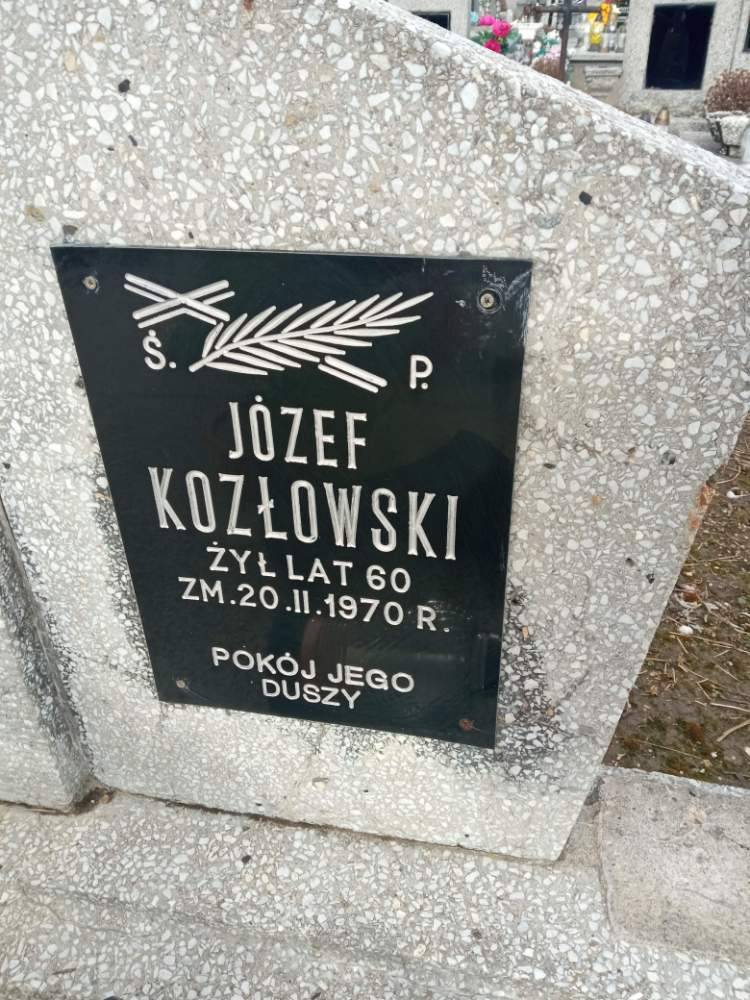 Ś. P.
JÓZEF
KOZŁOWSKI
ŻYŁ LAT 60
ZM. 20.II.1970 R.
POKÓJ JEGO
DUSZY